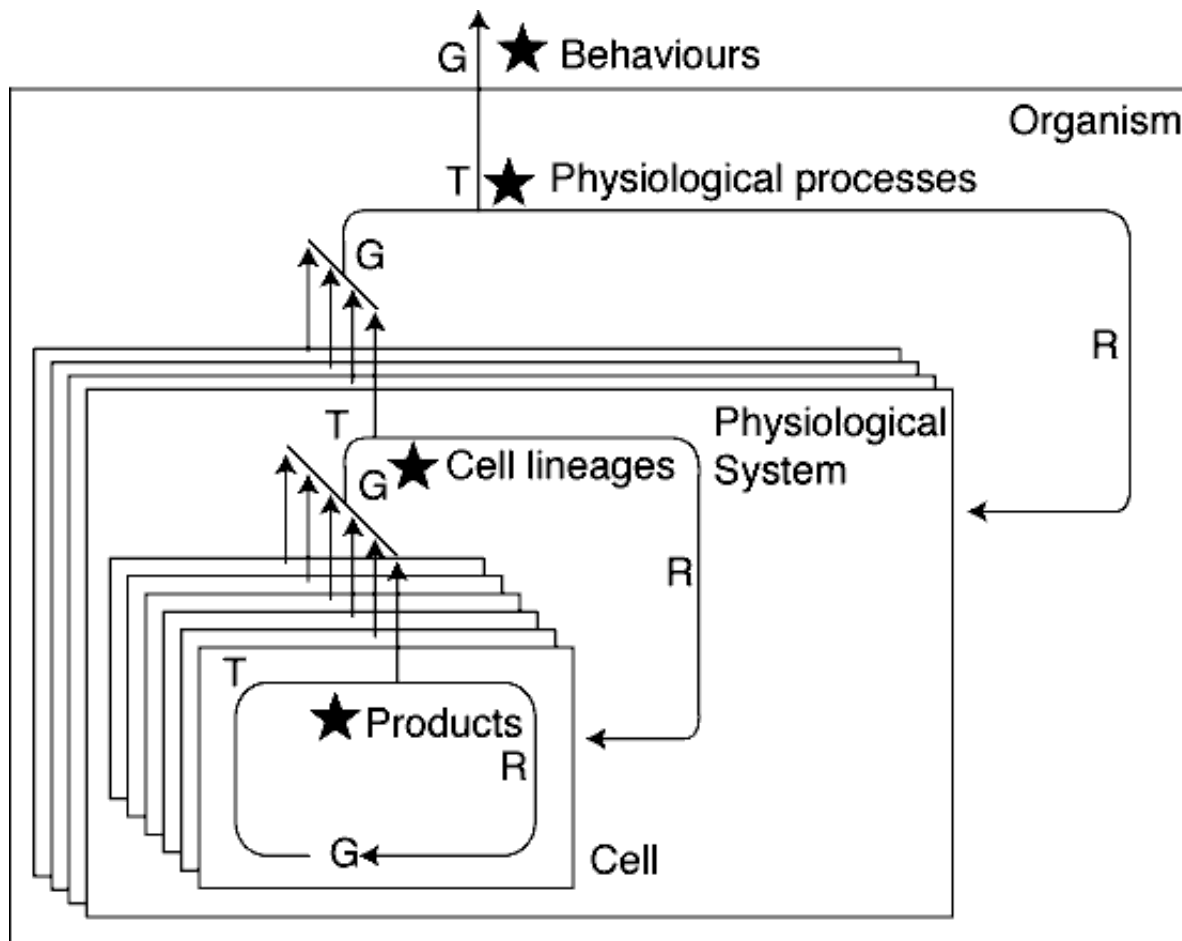 G ★ Behaviours
Organism
T ★ Physiological processes
G
R
Physiological
System
T
★ Cell lineages
G
R
T
★ Products
R
G
Cell